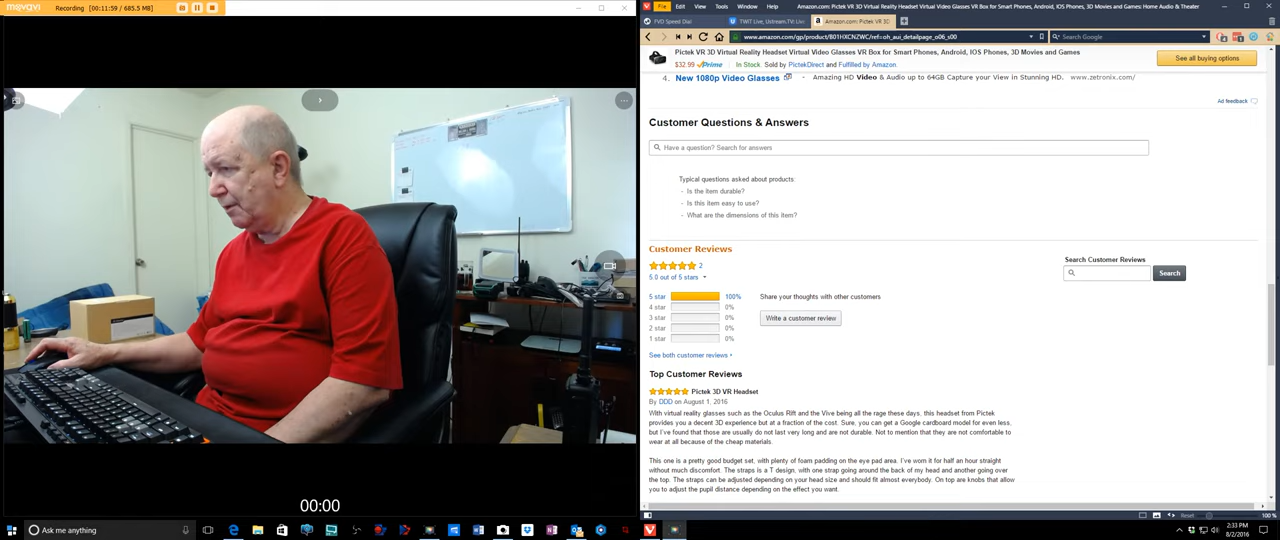 movavi Recording [00:11:59 / 685.5 MB]
00:00
File Edit View Tools Window Help Amazon.com: Pictek VR 3D Virtual Reality Headset Virtual Video Glasses VR Box for Smart Phones, Android, IOS Phones, 3D Movies and Games: Home Audio & Theater
FVD Speed Dial TWiT Live, Ustream.TV: Live Amazon.com: Pictek VR 3D
www.amazon.com/gp/product/B01HXCNZWC/ref=oh_aui_detailpage_o06_s00 Search Google
Pictek VR 3D Virtual Reality Headset Virtual Video Glasses VR Box for Smart Phones, Android, IOS Phones, 3D Movies and Games
$32.99 Prime In Stock. Sold by PictekDirect and Fulfilled by Amazon.
See all buying options
4. New 1080p Video Glasses - Amazing HD Video & Audio up to 64GB Capture your View in Stunning HD. www.zetronix.com/
Ad feedback
Customer Questions & Answers
Have a question? Search for answers
Typical questions asked about products:
- Is the item durable?
- Is this item easy to use?
- What are the dimensions of this item?
Customer Reviews
2
5.0 out of 5 stars
Search Customer Reviews
Search
5 star 100%
4 star 0%
3 star 0%
2 star 0%
1 star 0%
Share your thoughts with other customers
Write a customer review
See both customer reviews
Top Customer Reviews
Pictek 3D VR Headset
By DDD on August 1, 2016
With virtual reality glasses such as the Oculus Rift and the Vive being all the rage these days, this headset from Pictek
provides you a decent 3D experience but at a fraction of the cost. Sure, you can get a Google cardboard model for even less,
but I've found that those are usually do not last very long and are not durable. Not to mention that they are not comfortable to
wear at all because of the cheap materials.
This one is a pretty good budget set, with plenty of foam padding on the eye pad area. I've worn it for half an hour straight
without much discomfort. The straps is a T design, with one strap going around the back of my head and another going over
the top. The straps can be adjusted depending on your head size and should fit almost everybody. On top are knobs that allow
you to adjust the pupil distance depending on the effect you want.
Reset 100 %
Ask me anything
2:33 PM
8/2/2016